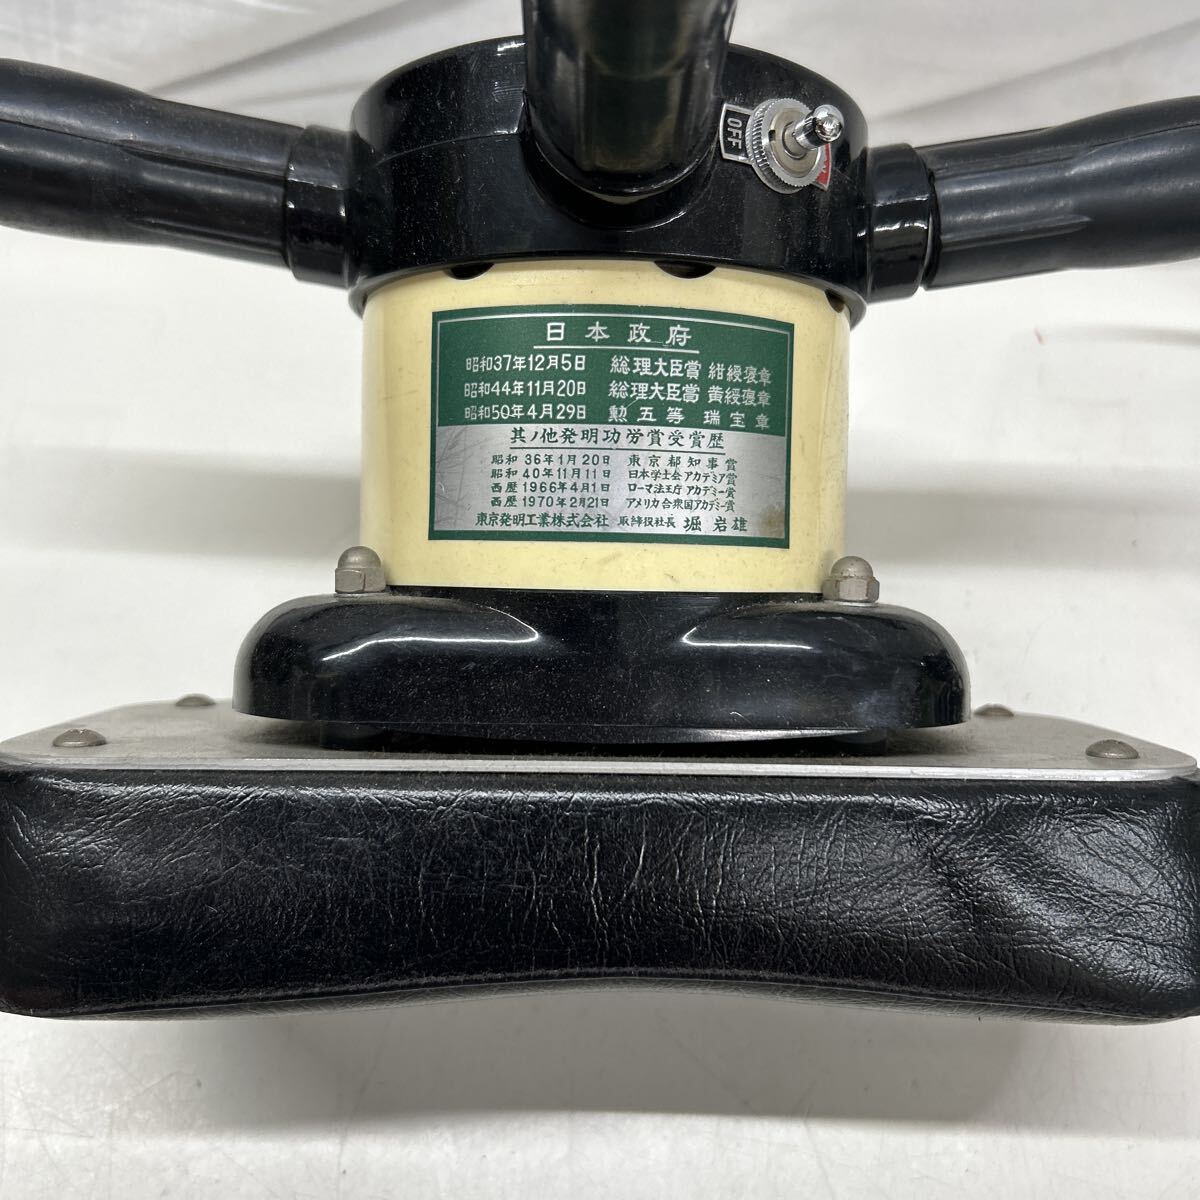 OFF
日本政府
昭和37年12月5日 総理大臣賞 紺綬褒章
昭和44年11月20日 総理大臣賞 黄綬褒章
昭和50年4月29日 勲五等 瑞宝章
其ノ他発明功労賞受賞歴
昭和36年1月20日 東京都知事賞
昭和40年11月11日 日本学士会アカデミア賞
西歴1966年4月1日 ローマ法王庁アカデミー賞
西歴1970年2月21日 アメリカ合衆国アカデミー賞
東京発明工業株式会社 取締役社長 堀岩雄